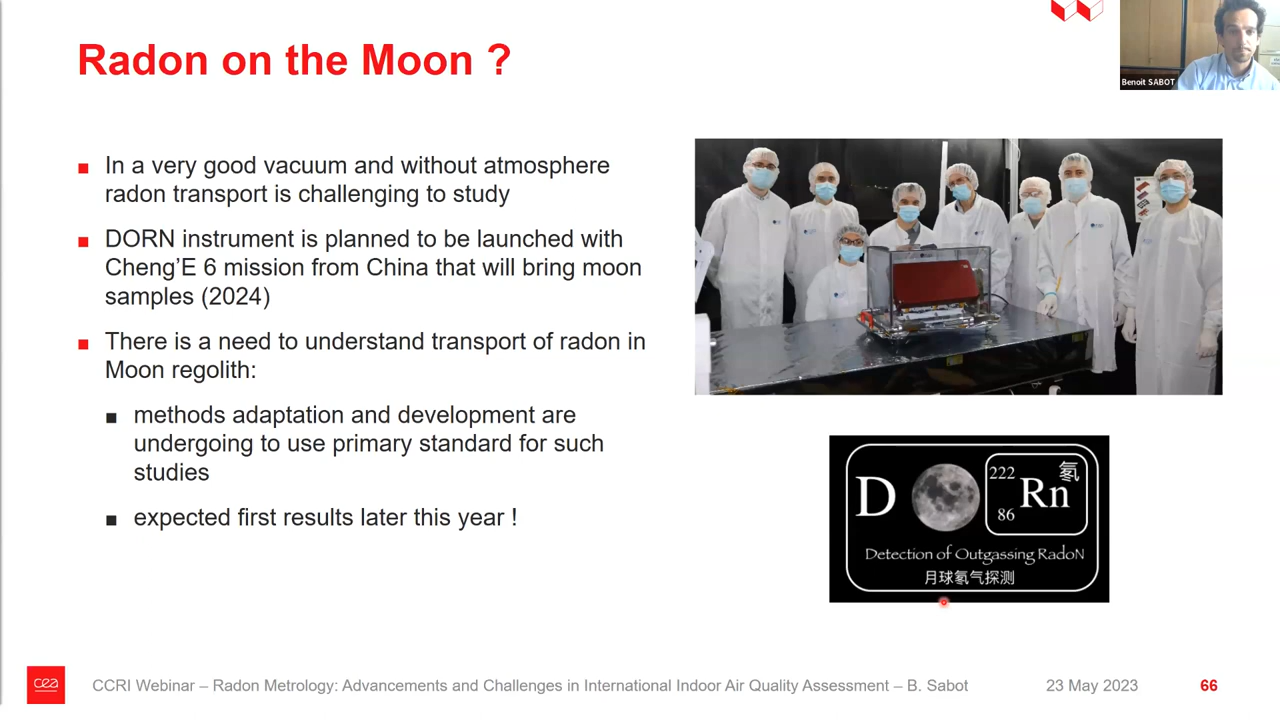 Radon on the Moon ?
Benoit SABOT
In a very good vacuum and without atmosphere
radon transport is challenging to study
DORN instrument is planned to be launched with
Cheng'E 6 mission from China that will bring moon
samples (2024)
There is a need to understand transport of radon in
Moon regolith:
methods adaptation and development are
undergoing to use primary standard for such
studies
expected first results later this year !
D
222
86
Rn
氡
Detection of Outgassing RadoN
月球氡气探测
cea
CCRI Webinar – Radon Metrology: Advancements and Challenges in International Indoor Air Quality Assessment – B. Sabot
23 May 2023
66